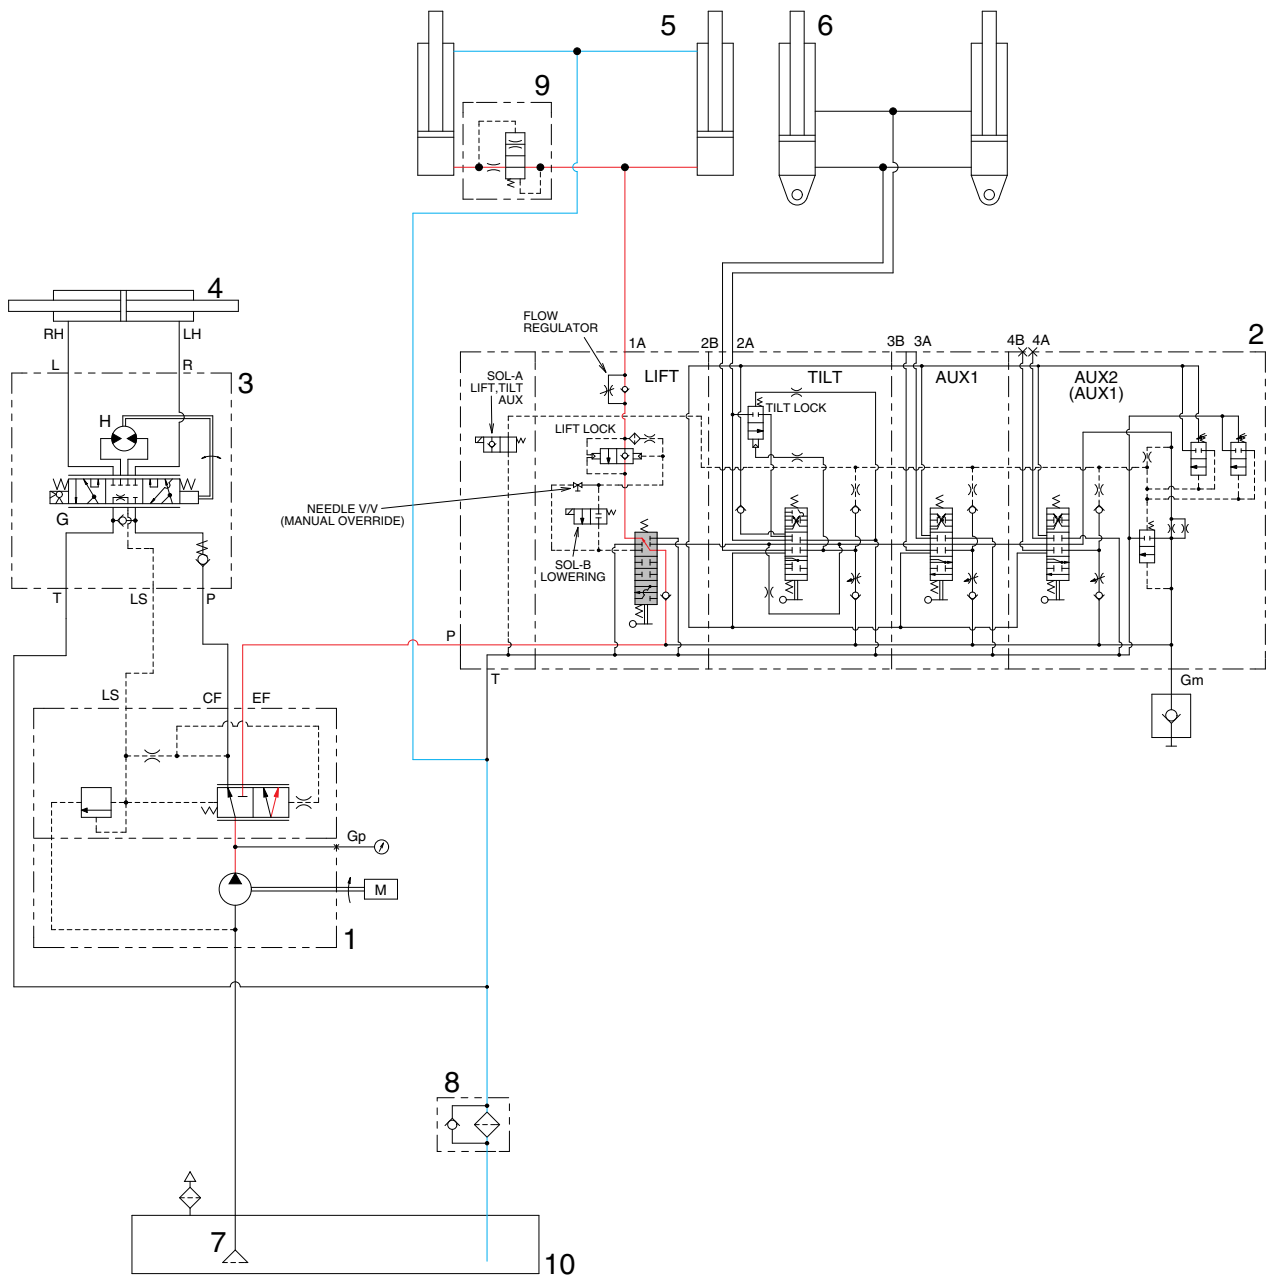 5
6
9
4
RH
LH
L
R
3
H
G
T
LS
P
FLOW
REGULATOR
1A
2B
2A
3B
3A
4B
4A
2
SOL-A
LIFT,TILT
AUX
LIFT
TILT
AUX1
AUX2
(AUX1)
TILT LOCK
LIFT LOCK
NEEDLE V/V
(MANUAL OVERRIDE)
SOL-B
LOWERING
P
T
Gm
LS
CF
EF
Gp
M
1
8
7
10